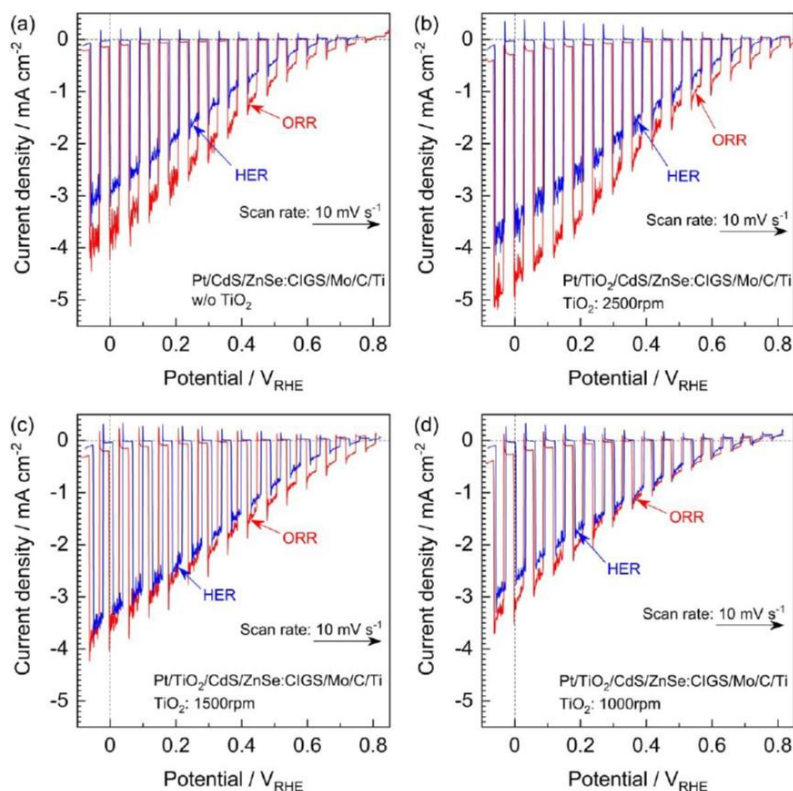 (a)
0
-1
-2
-3
-4
-5
Current density / mA cm⁻²
ORR
HER
Scan rate: 10 mV s⁻¹
Pt/CdS/ZnSe:CIGS/Mo/C/Ti
w/o TiO₂
0 0.2 0.4 0.6 0.8
Potential / V_RHE
(b)
0
-1
-2
-3
-4
-5
Current density / mA cm⁻²
HER
ORR
Scan rate: 10 mV s⁻¹
Pt/TiO₂/CdS/ZnSe:CIGS/Mo/C/Ti
TiO₂: 2500rpm
0 0.2 0.4 0.6 0.8
Potential / V_RHE
(c)
0
-1
-2
-3
-4
-5
Current density / mA cm⁻²
ORR
HER
Scan rate: 10 mV s⁻¹
Pt/TiO₂/CdS/ZnSe:CIGS/Mo/C/Ti
TiO₂: 1500rpm
0 0.2 0.4 0.6 0.8
Potential / V_RHE
(d)
0
-1
-2
-3
-4
-5
Current density / mA cm⁻²
ORR
HER
Scan rate: 10 mV s⁻¹
Pt/TiO₂/CdS/ZnSe:CIGS/Mo/C/Ti
TiO₂: 1000rpm
0 0.2 0.4 0.6 0.8
Potential / V_RHE